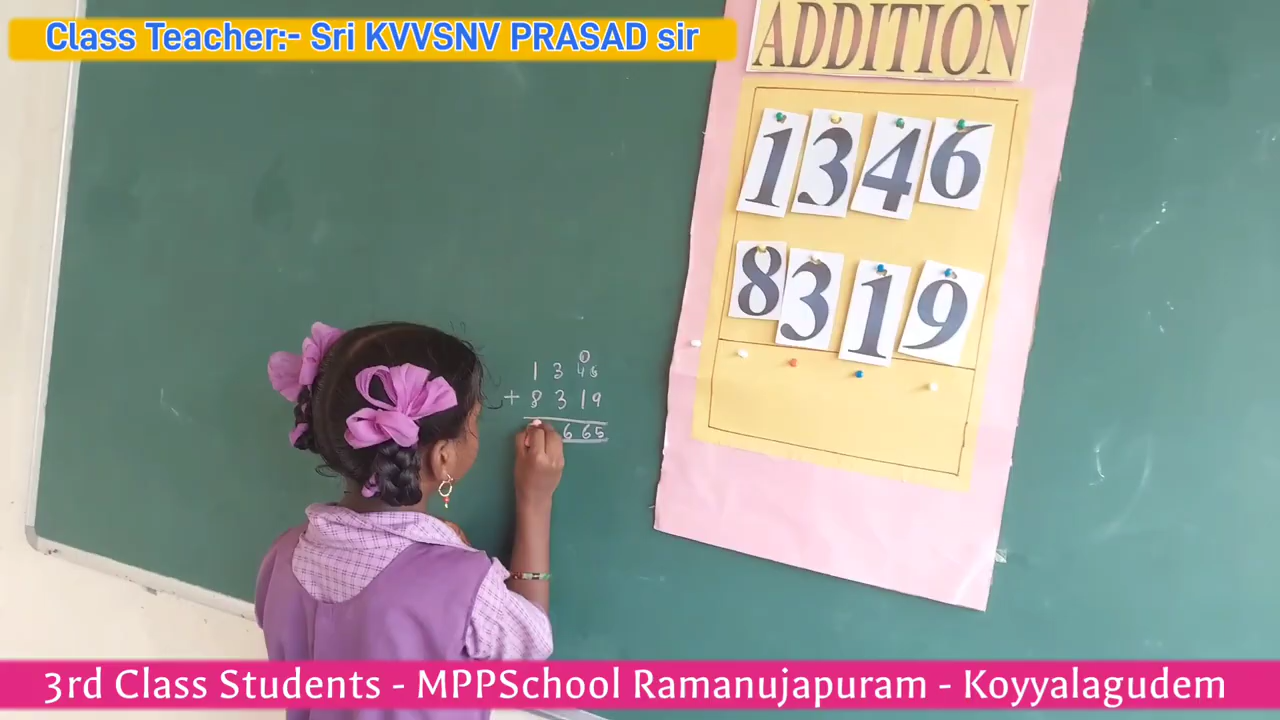 Class Teacher:- Sri KVVSNV PRASAD sir
ADDITION
1346
8319
1
1 3 4 6
+ 8 3 1 9
6 6 5
3rd Class Students - MPPSchool Ramanujapuram - Koyyalagudem